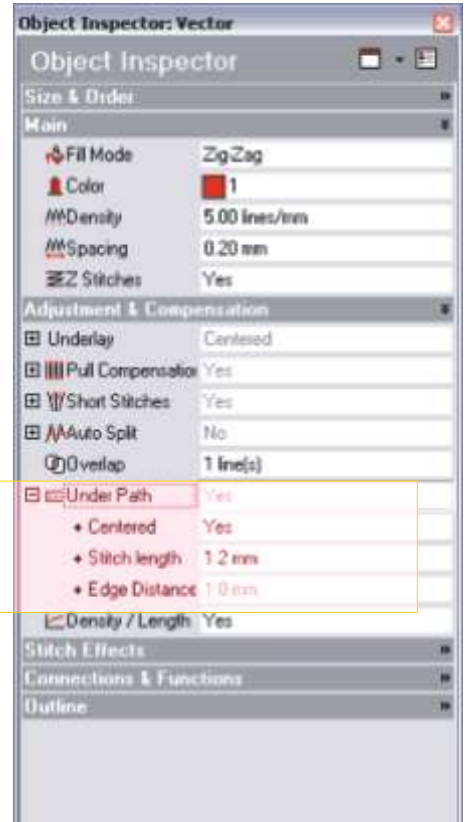 Object Inspector: Vector
Object Inspector
Size & Order
Main
Fill Mode Zig-Zag
Color 1
Density 5.00 lines/mm
Spacing 0.20 mm
Z Stitches Yes
Adjustment & Compensation
Underlay Centered
Pull Compensation Yes
Short Stitches Yes
Auto Split No
Overlap 1 line(s)
Under Path Yes
Centered Yes
Stitch length 1.2 mm
Edge Distance 1.0 mm
Density / Length Yes
Stitch Effects
Connections & Functions
Outline